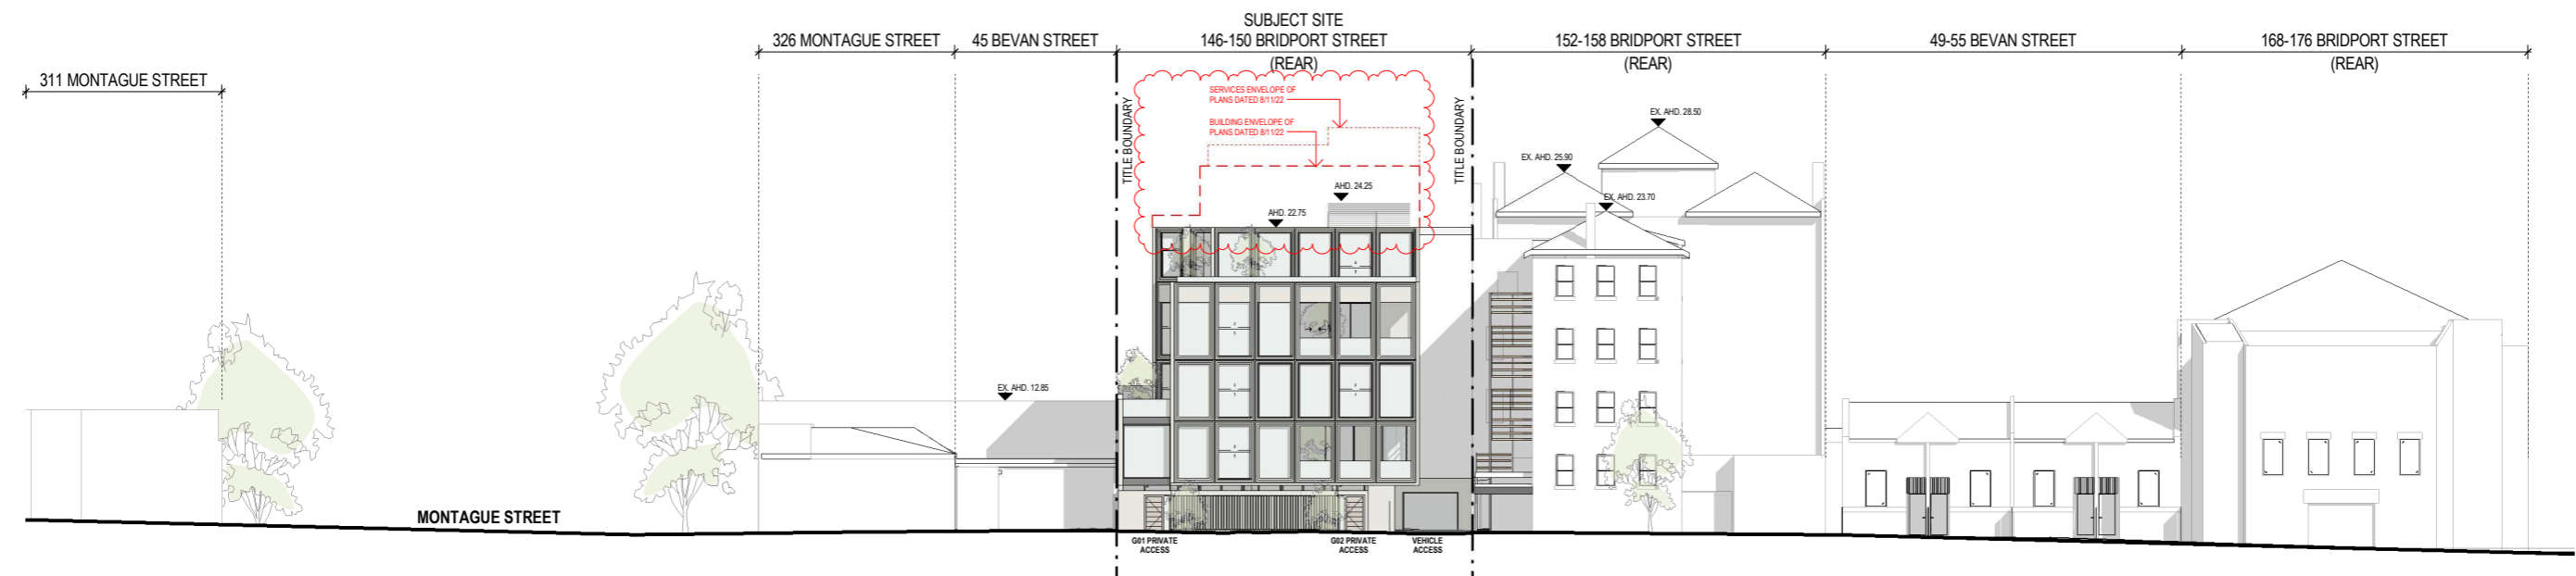 SUBJECT SITE
326 MONTAGUE STREET
45 BEVAN STREET
146-150 BRIDPORT STREET
152-158 BRIDPORT STREET
49-55 BEVAN STREET
168-176 BRIDPORT STREET
(REAR)
(REAR)
(REAR)
311 MONTAGUE STREET
TITLE BOUNDARY
SERVICES ENVELOPE OF
PLANS DATED 8/11/22
BUILDING ENVELOPE OF
PLANS DATED 8/11/22
TITLE BOUNDARY
EX. AHD. 28.50
EX. AHD. 25.90
EX. AHD. 23.70
AHD. 24.25
AHD. 22.75
EX. AHD. 12.85
MONTAGUE STREET
G01 PRIVATE
ACCESS
G02 PRIVATE
ACCESS
VEHICLE
ACCESS